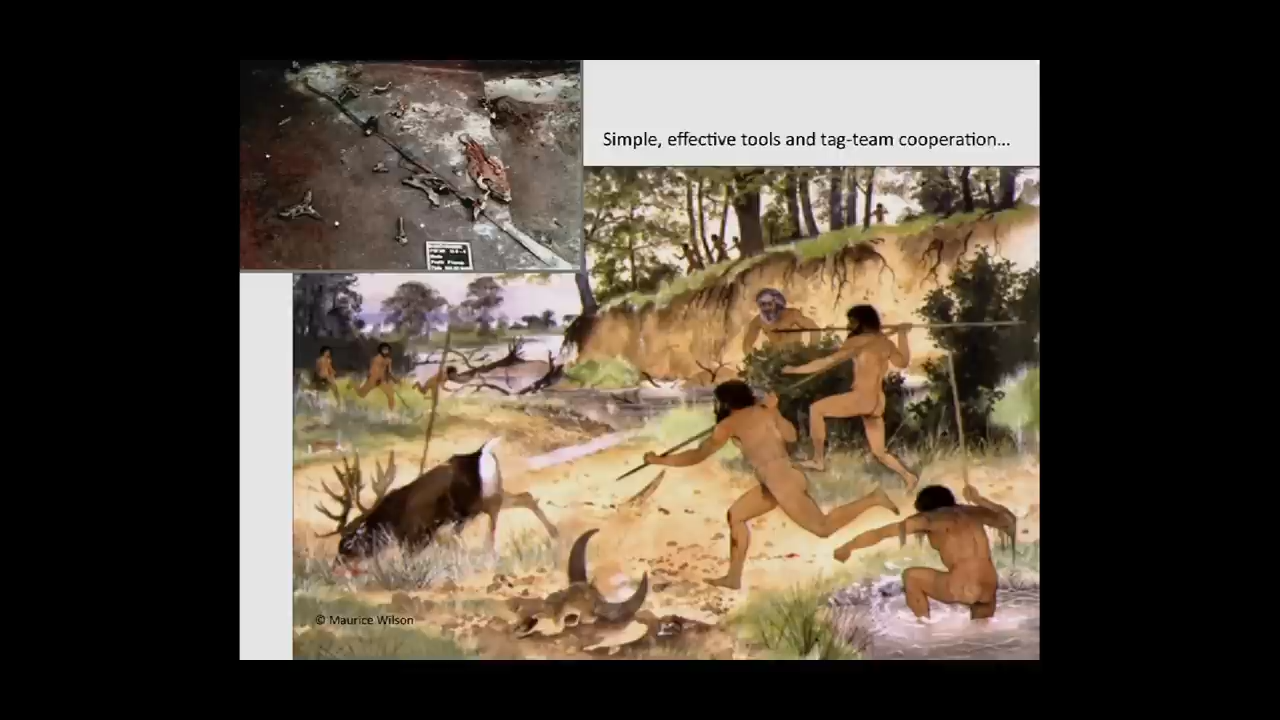 Simple, effective tools and tag-team cooperation...
© Maurice Wilson